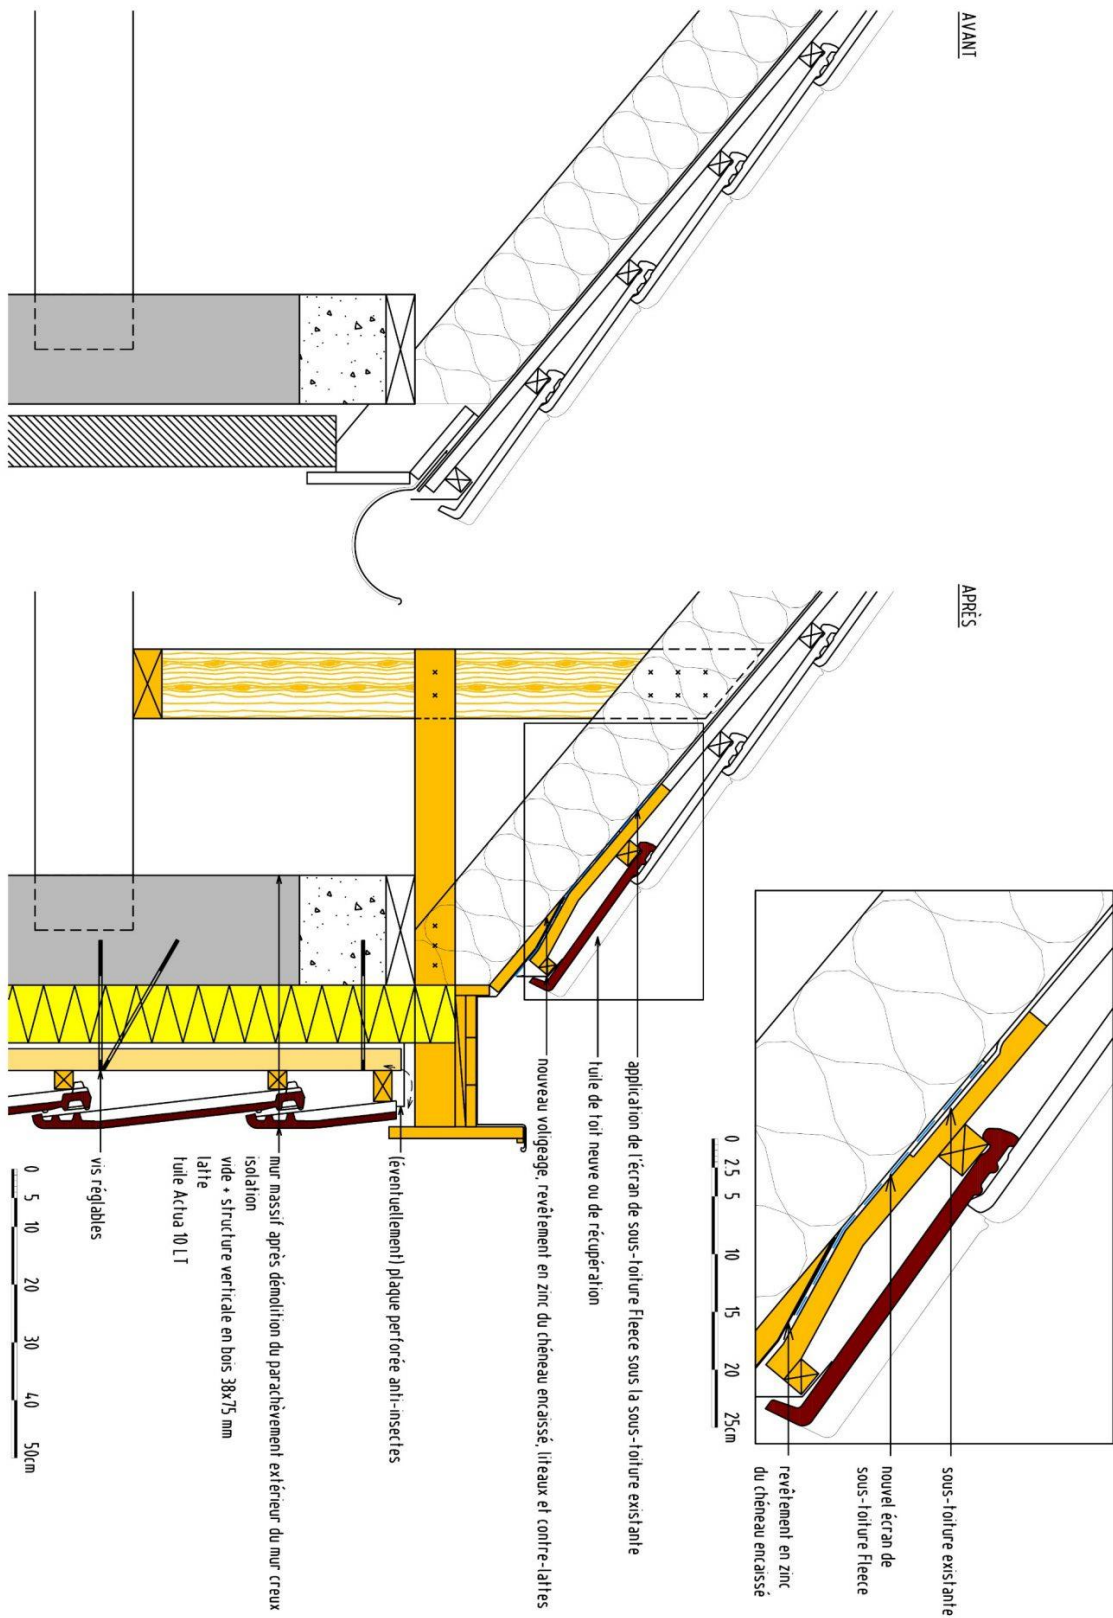 AVANT
APRÈS
sous-toiture existante
nouvel écran de
sous-toiture Fleece
revêtement en zinc
du chéneau encaissé
0 2.5 5 10 15 20 25cm
application de l'écran de sous-toiture Fleece sous la sous-toiture existante
tuile de toit neuve ou de récupération
nouveau voligeage, revêtement en zinc du chéneau encaissé, liteaux et contre-lattes
(éventuellement) plaque perforée anti-insectes
mur massif après démolition du parachèvement extérieur du mur creux
isolation
vide + structure verticale en bois 38x75 mm
latte
tuile Actua 10 LT
vis réglables
0 5 10 20 30 40 50cm